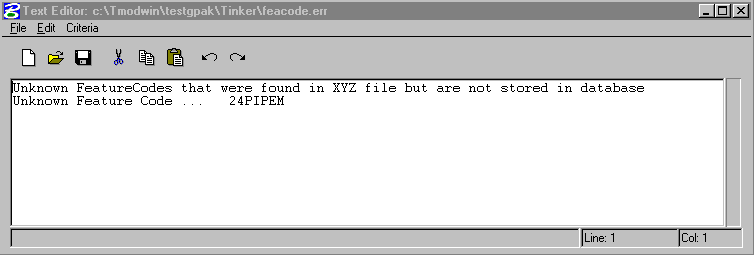 Text Editor: c:\Tmodwin\testgpak\Tinker\feacode.err
File Edit Criteria
Unknown FeatureCodes that were found in XYZ file but are not stored in database
Unknown Feature Code ... 24PIPEM
Line: 1 Col: 1